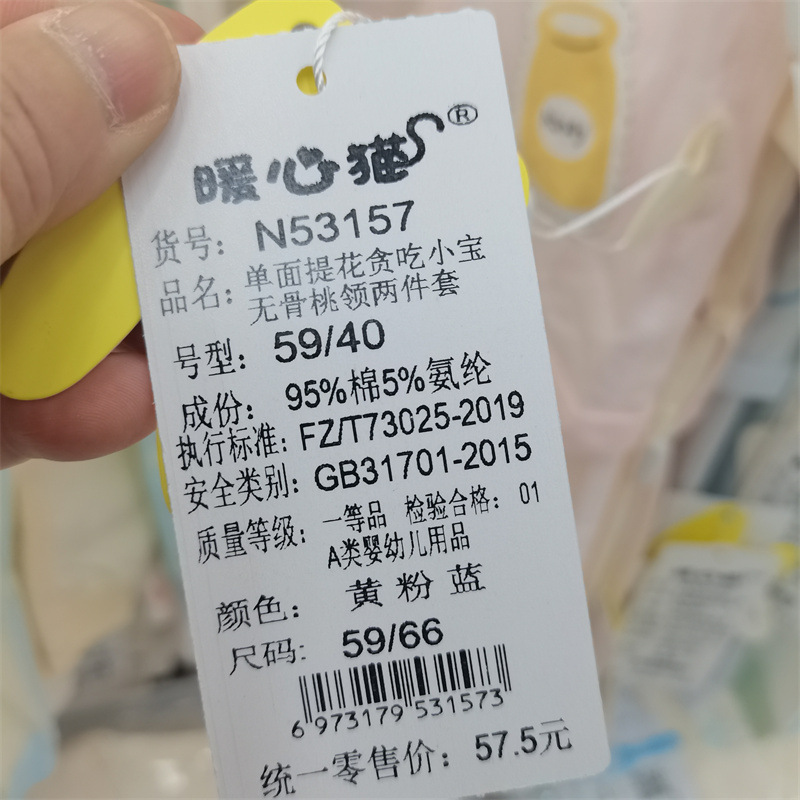 暖心猫®
货号: N53157
品名: 单面提花贪吃小宝
无骨桃领两件套
号型: 59/40
成份: 95%棉5%氨纶
执行标准: FZ/T73025-2019
安全类别: GB31701-2015
质量等级: 一等品 检验合格: 01
A类婴幼儿用品
颜色: 黄粉蓝
尺码: 59/66
6973179531573
统一零售价: 57.5元